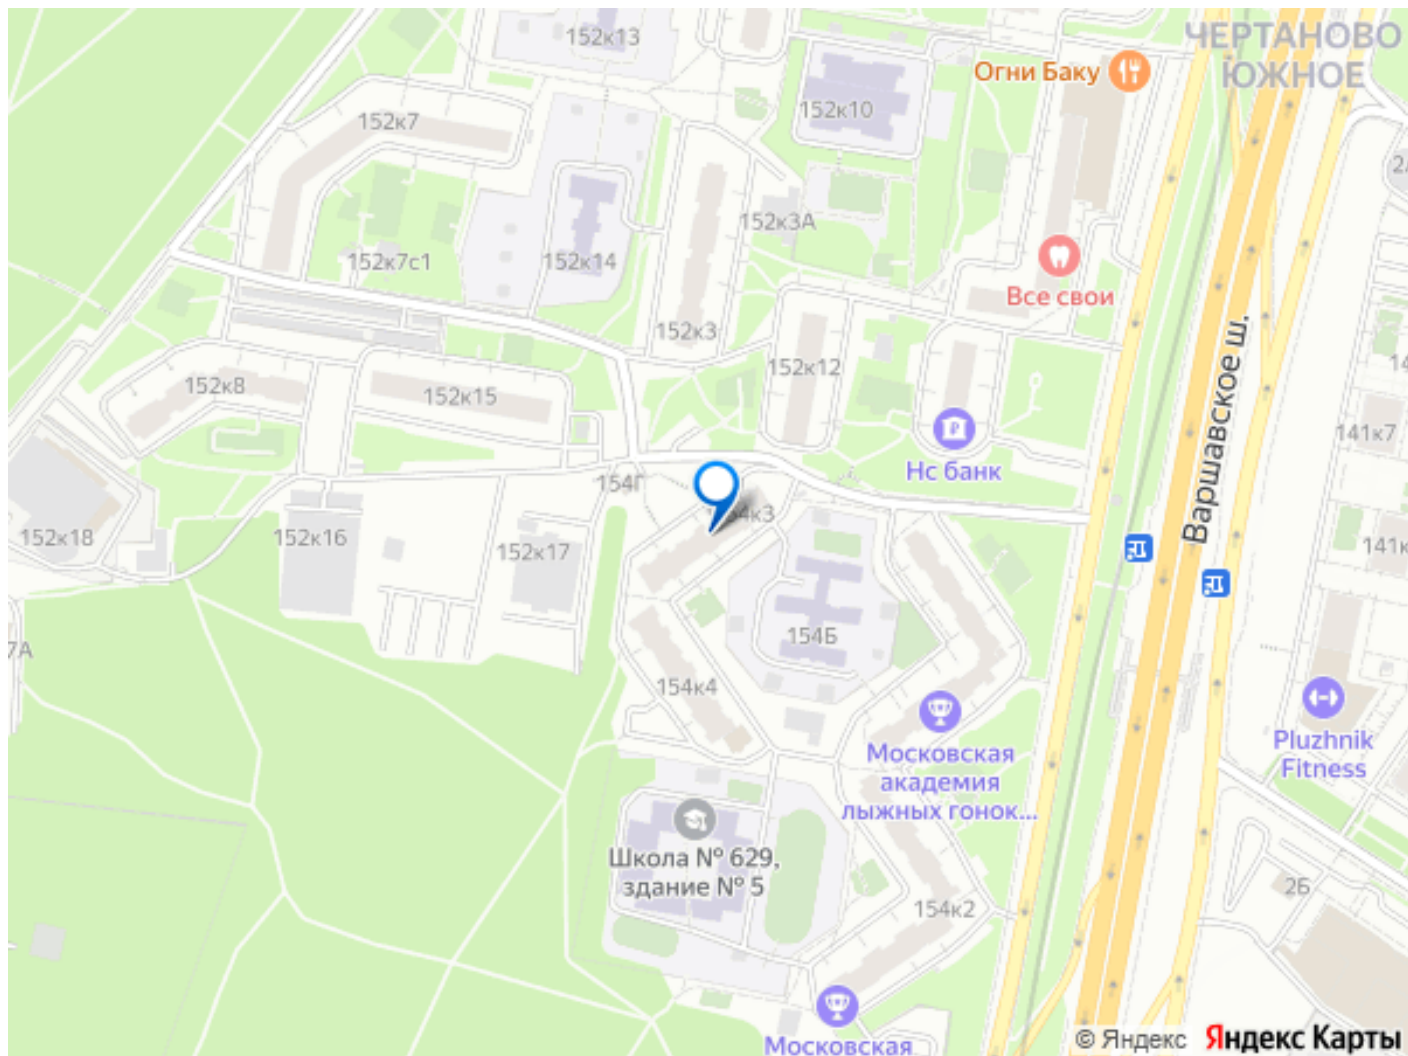 ЧЕРТАНОВО
ЮЖНОЕ
152к13
Огни Баку
152к10
152к7
152к3А
152к7с1
152к14
Все свои
152к3
152к12
152к8
152к15
Варшавское ш.
141к7
Нс банк
154Г
152к18
152к16
152к17
154Б
7А
154к4
Московская
академия
лыжных гонок...
Pluzhnik
Fitness
Школа № 629,
здание № 5
2Б
154к2
Московская
© Яндекс Яндекс Карты